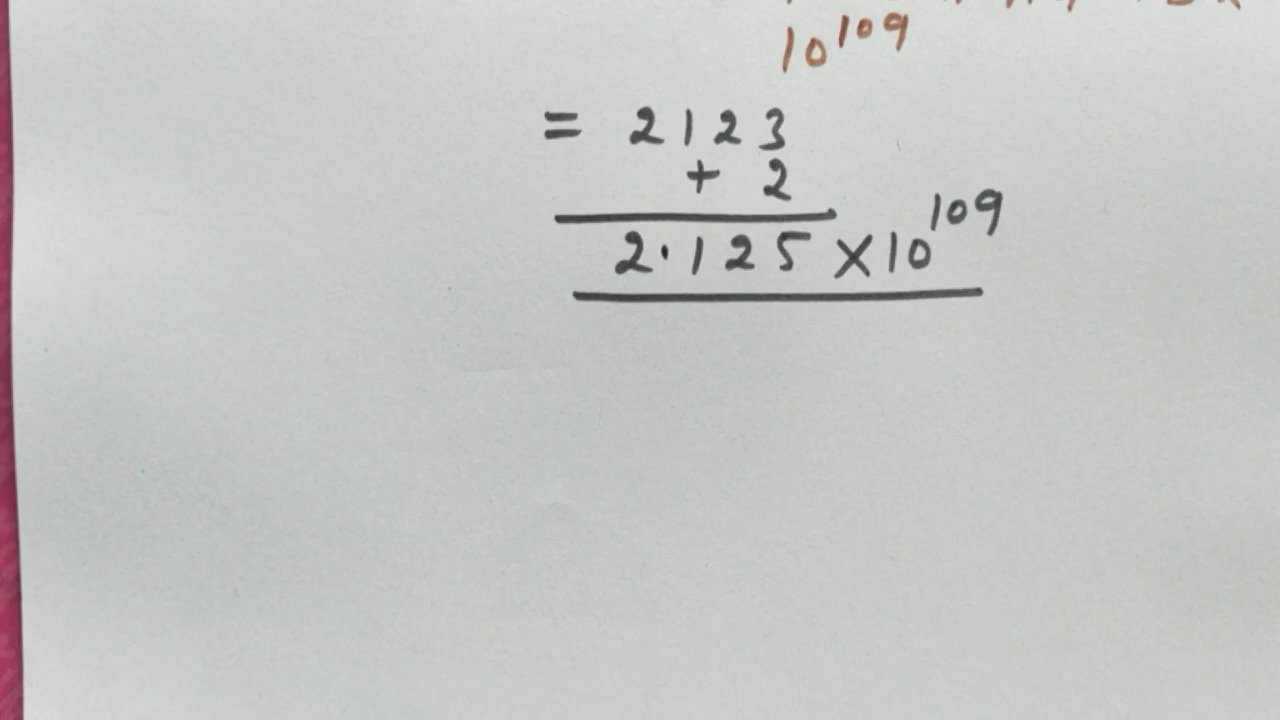 10^109
= 2123
+ 2
2.125 × 10^109